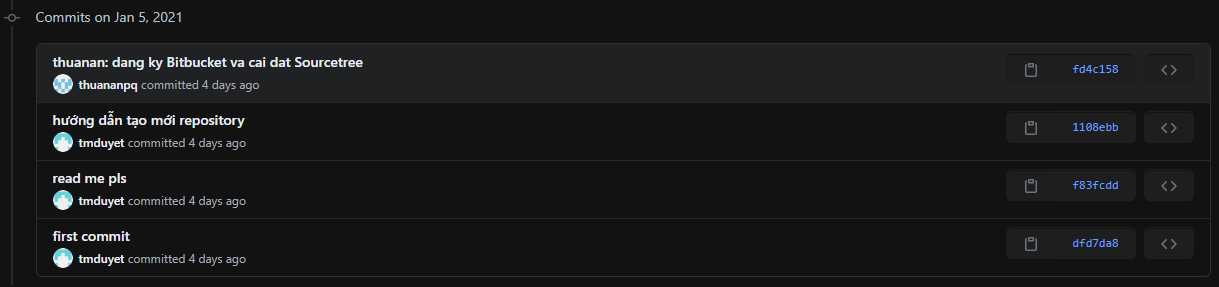 Commits on Jan 5, 2021
thuanan: dang ky Bitbucket va cai dat Sourcetree
thuananpq committed 4 days ago
fd4c158
hướng dẫn tạo mới repository
tmduyet committed 4 days ago
1108ebb
read me pls
tmduyet committed 4 days ago
f83fcdd
first commit
tmduyet committed 4 days ago
dfd7da8